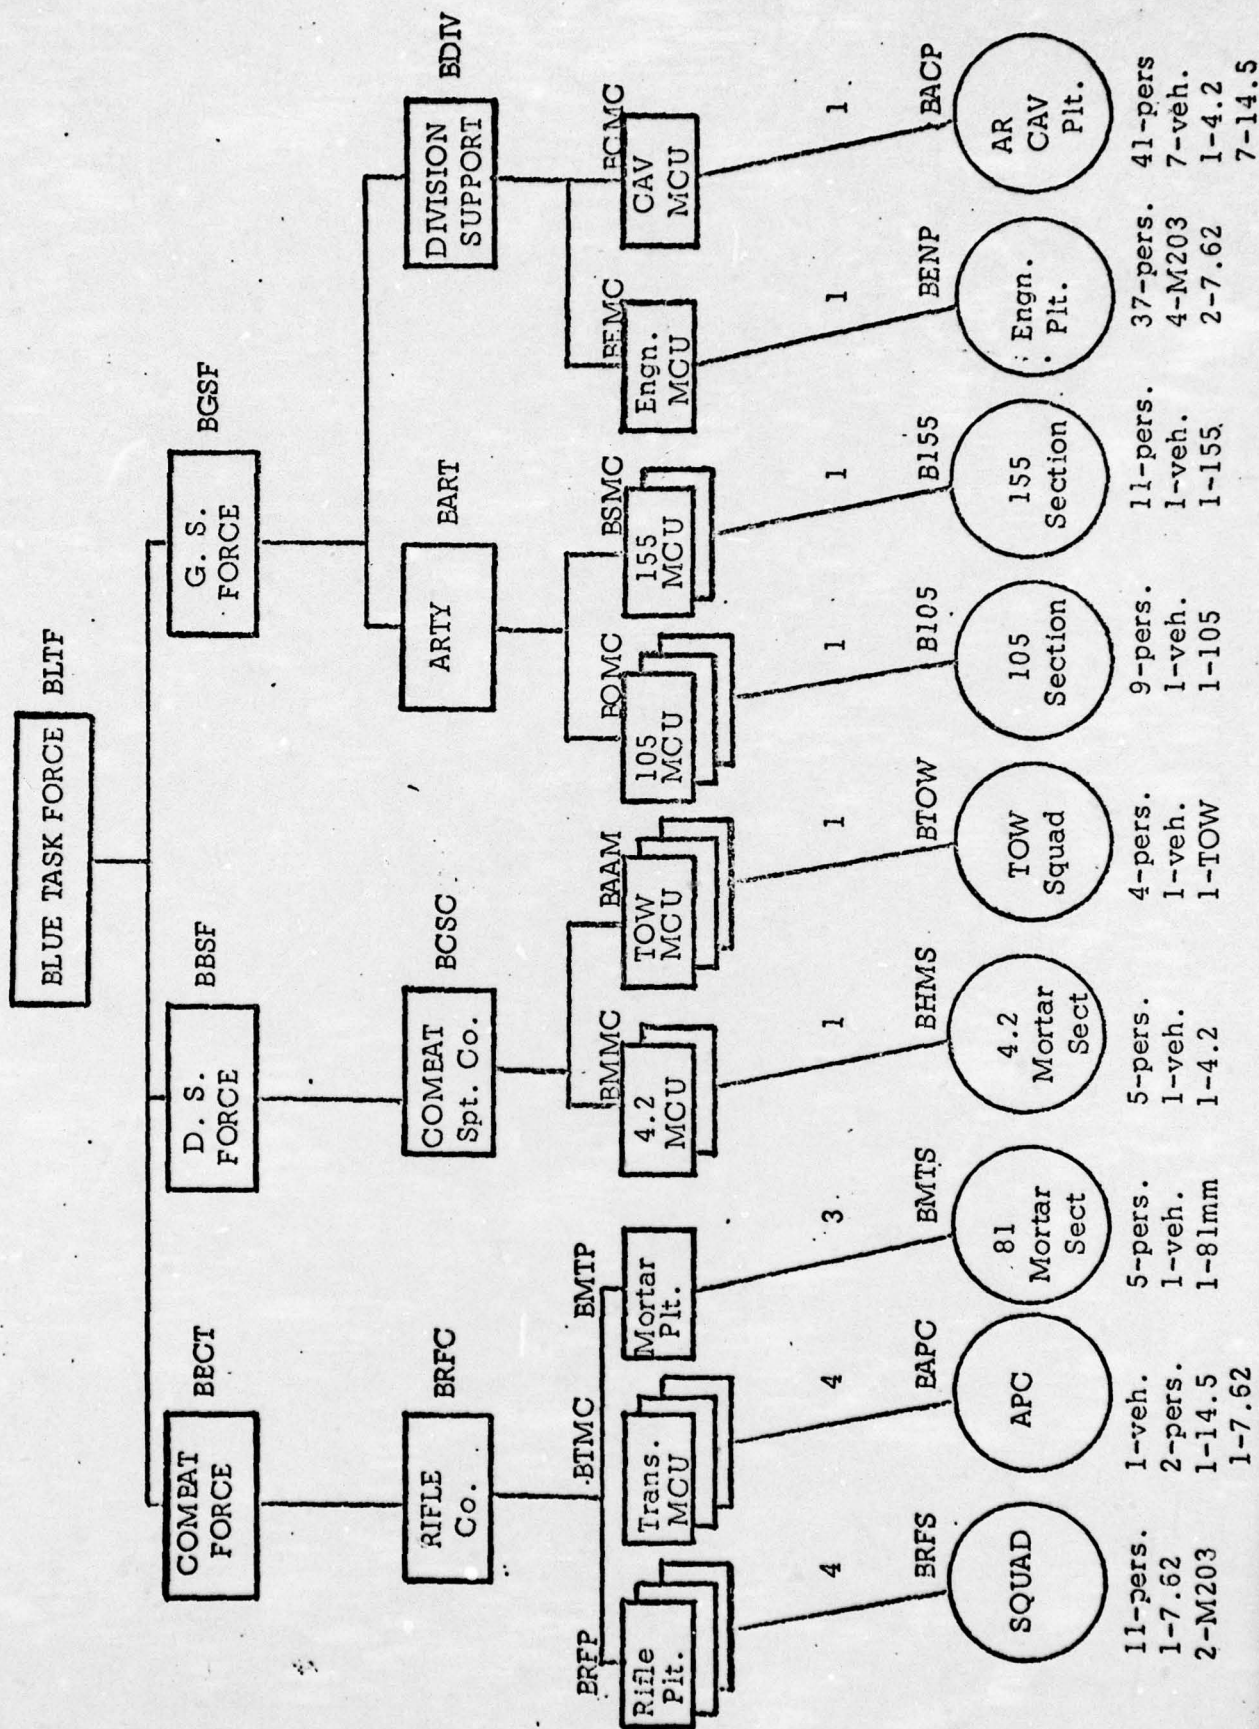 BLUE TASK FORCE BLTF
COMBAT
FORCE
BBCT
D. S.
FORCE
BBSF
G. S.
FORCE
BGSF
RIFLE
Co.
BRFC
COMBAT
Spt. Co.
BCSC
ARTY
BART
DIVISION
SUPPORT
BDIV
BRFP
Rifle
Plt.
BTMC
Trans.
MCU
BMTP
Mortar
Plt.
BMMC
4.2
MCU
BAAM
TOW
MCU
BOMC
105
MCU
BSMC
155
MCU
BEMC
Engn.
MCU
BCMC
CAV
MCU
4
4
3
1
1
1
1
1
1
BRFS
SQUAD
11-pers.
1-7.62
2-M203
BAPC
APC
1-veh.
2-pers.
1-14.5
1-7.62
BMTS
81
Mortar
Sect
5-pers.
1-veh.
1-81mm
BHMS
4.2
Mortar
Sect
5-pers.
1-veh.
1-4.2
BTOW
TOW
Squad
4-pers.
1-veh.
1-TOW
B105
105
Section
9-pers.
1-veh.
1-105
B155
155
Section
11-pers.
1-veh.
1-155
BENP
Engn.
Plt.
37-pers.
4-M203
2-7.62
BACP
AR
CAV
Plt.
41-pers
7-veh.
1-4.2
7-14.5